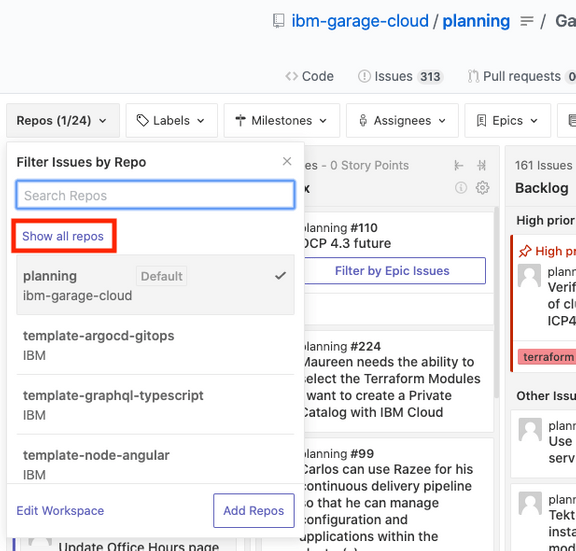 ibm-garage-cloud / planning / Ga
Code Issues 313 Pull requests
Repos (1/24) Labels Milestones Assignees Epics
Filter Issues by Repo
Search Repos
Show all repos
planning Default
ibm-garage-cloud
template-argocd-gitops
IBM
template-graphql-typescript
IBM
template-node-angular
IBM
Edit Workspace Add Repos
Update Office Hours page
es - 0 Story Points
x
planning #110
OCP 4.3 future
Filter by Epic Issues
planning #224
Maureen needs the ability to
select the Terraform Modules
want to create a Private
Catalog with IBM Cloud
planning #99
Carlos can use Razee for his
continuous delivery pipeline
so that he can manage
configuration and
applications within the
161 Issues
Backlog
High prior
High p
plann
Verif
of cl
ICP4
terraform
Other Issu
plann
Use
serv
plann
Tekt
insta
mod